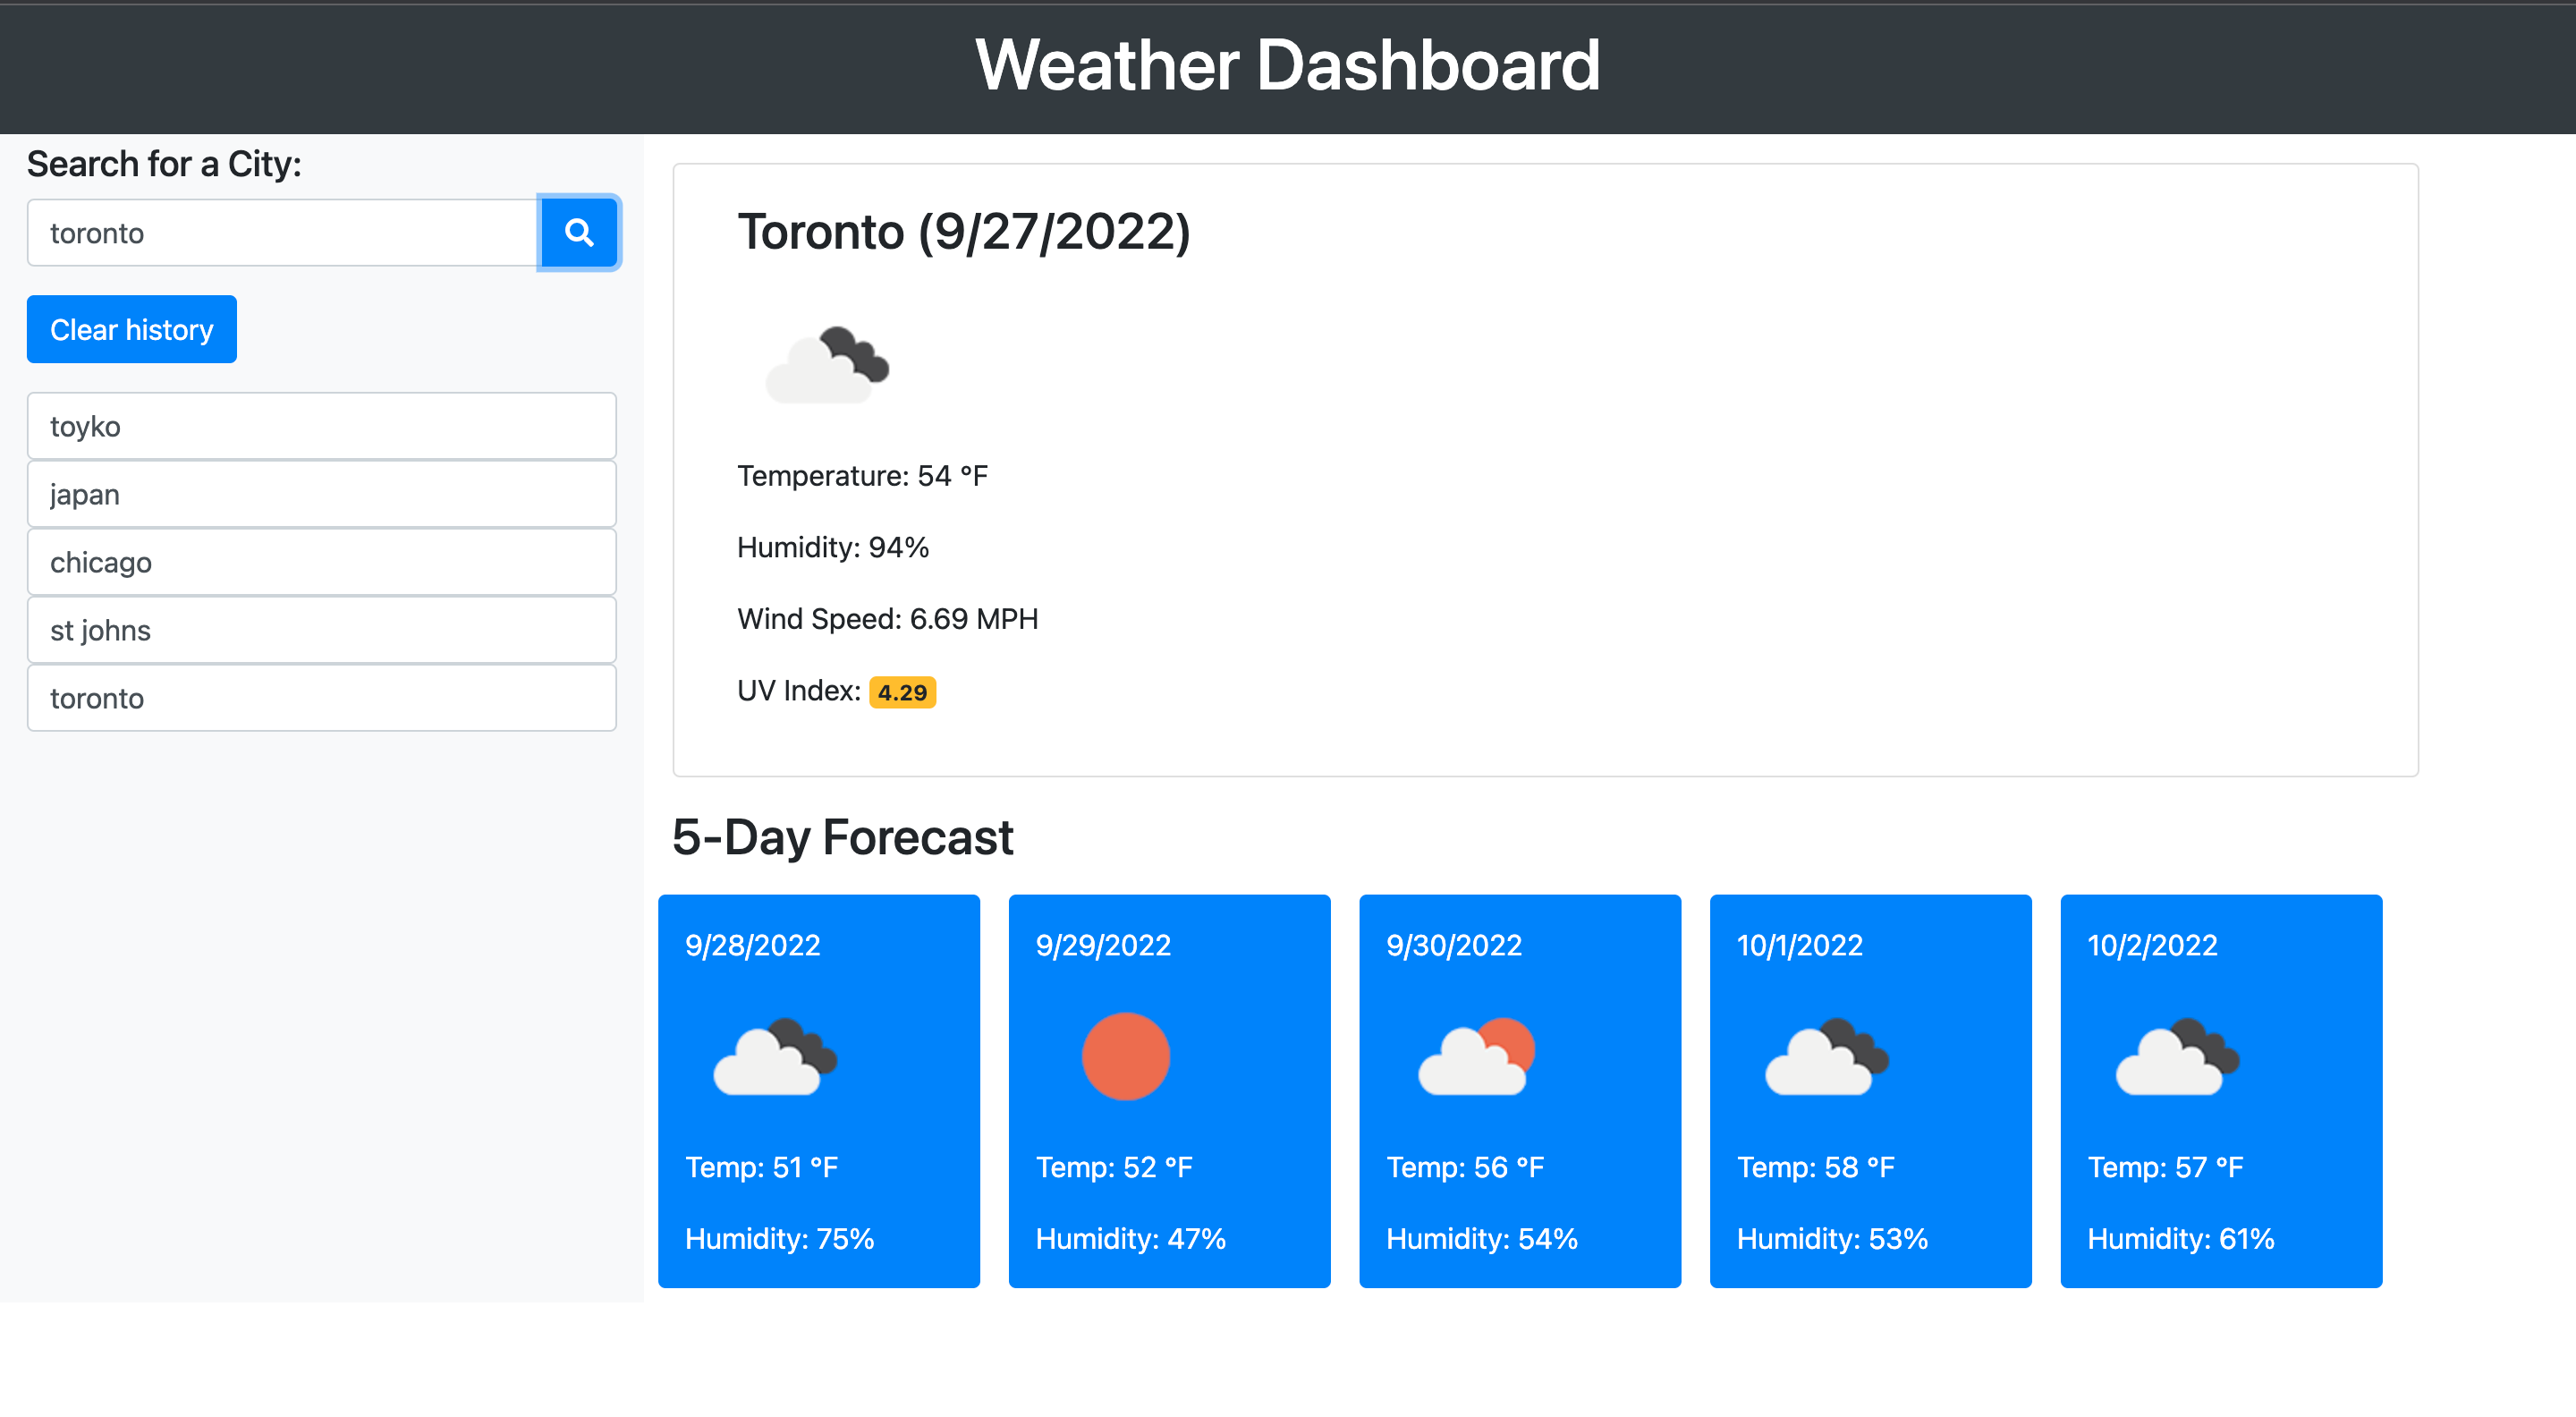 Weather Dashboard
Search for a City:
toronto
Clear history
toyko
japan
chicago
st johns
toronto
Toronto (9/27/2022)
Temperature: 54 °F
Humidity: 94%
Wind Speed: 6.69 MPH
UV Index: 4.29
5-Day Forecast
9/28/2022
Temp: 51 °F
Humidity: 75%
9/29/2022
Temp: 52 °F
Humidity: 47%
9/30/2022
Temp: 56 °F
Humidity: 54%
10/1/2022
Temp: 58 °F
Humidity: 53%
10/2/2022
Temp: 57 °F
Humidity: 61%